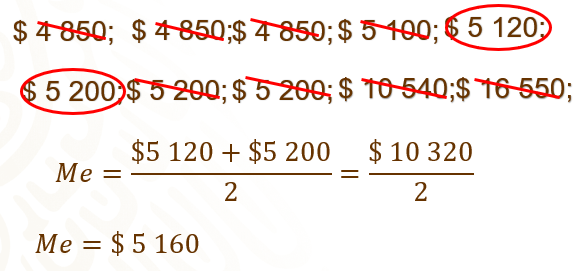 $ 4 850; $ 4 850;$ 4 850;$ 5 100;$ 5 120;
$ 5 200;$ 5 200;$ 5 200;$ 10 540;$ 16 550;
Me = $5 120 + $5 200 / 2 = $ 10 320 / 2
Me = $ 5 160